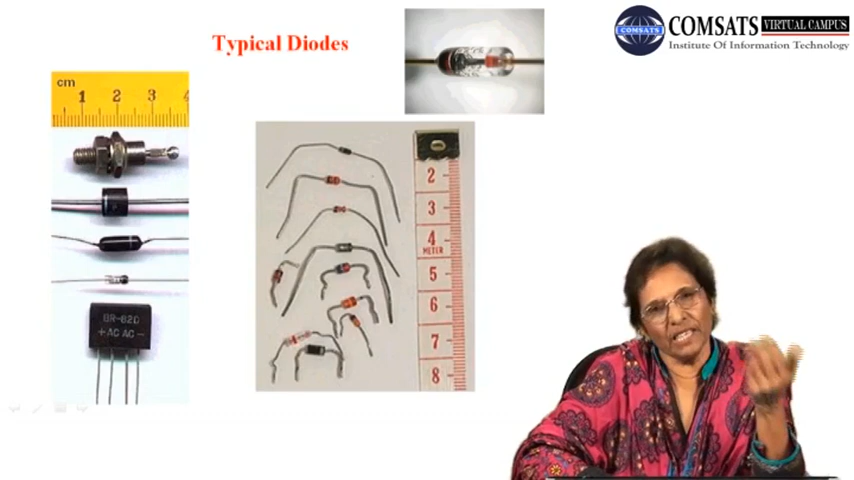 Typical Diodes
COMSATS
COMSATS VIRTUAL CAMPUS
Institute Of Information Technology
cm
1 2 3 4
BR-62D
+ AC AC -
2
3
4
METER
5
6
7
8